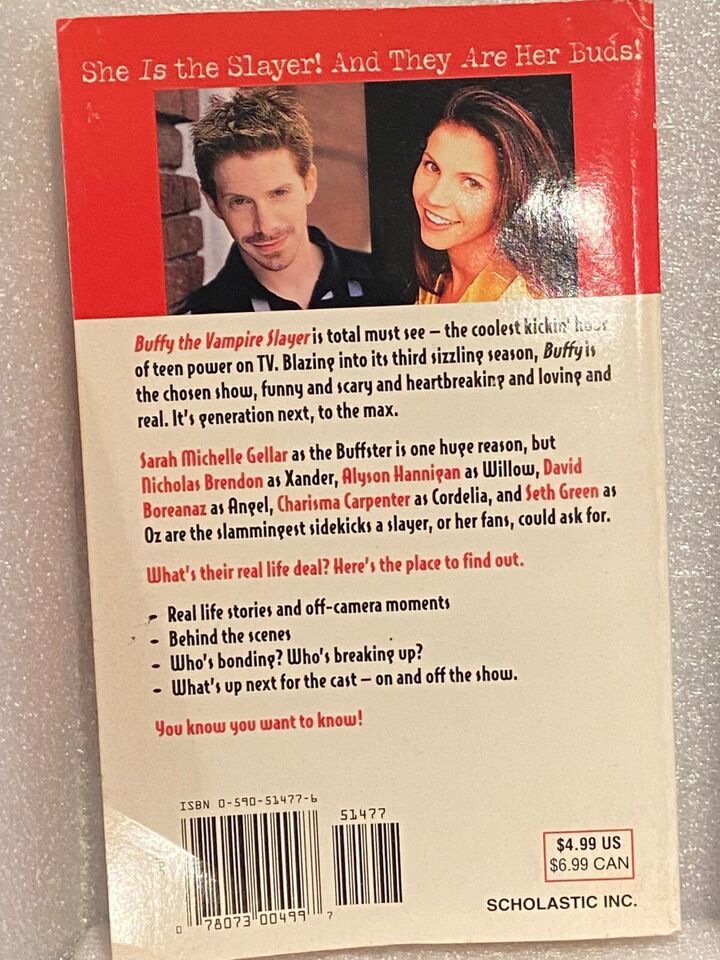 She Is the Slayer! And They Are Her Buds!
Buffy the Vampire Slayer is total must see – the coolest kickin' hour
of teen power on TV. Blazing into its third sizzling season, Buffy is
the chosen show, funny and scary and heartbreaking and loving and
real. It's generation next, to the max.
Sarah Michelle Gellar as the Buffster is one huge reason, but
Nicholas Brendon as Xander, Alyson Hannigan as Willow, David
Boreanaz as Angel, Charisma Carpenter as Cordelia, and Seth Green as
Oz are the slammingest sidekicks a slayer, or her fans, could ask for.
What's their real life deal? Here's the place to find out.
- Real life stories and off-camera moments
- Behind the scenes
- Who's bonding? Who's breaking up?
- What's up next for the cast – on and off the show.
You know you want to know!
ISBN 0-590-51477-6
51477
0 78073 00499 7
$4.99 US
$6.99 CAN
SCHOLASTIC INC.